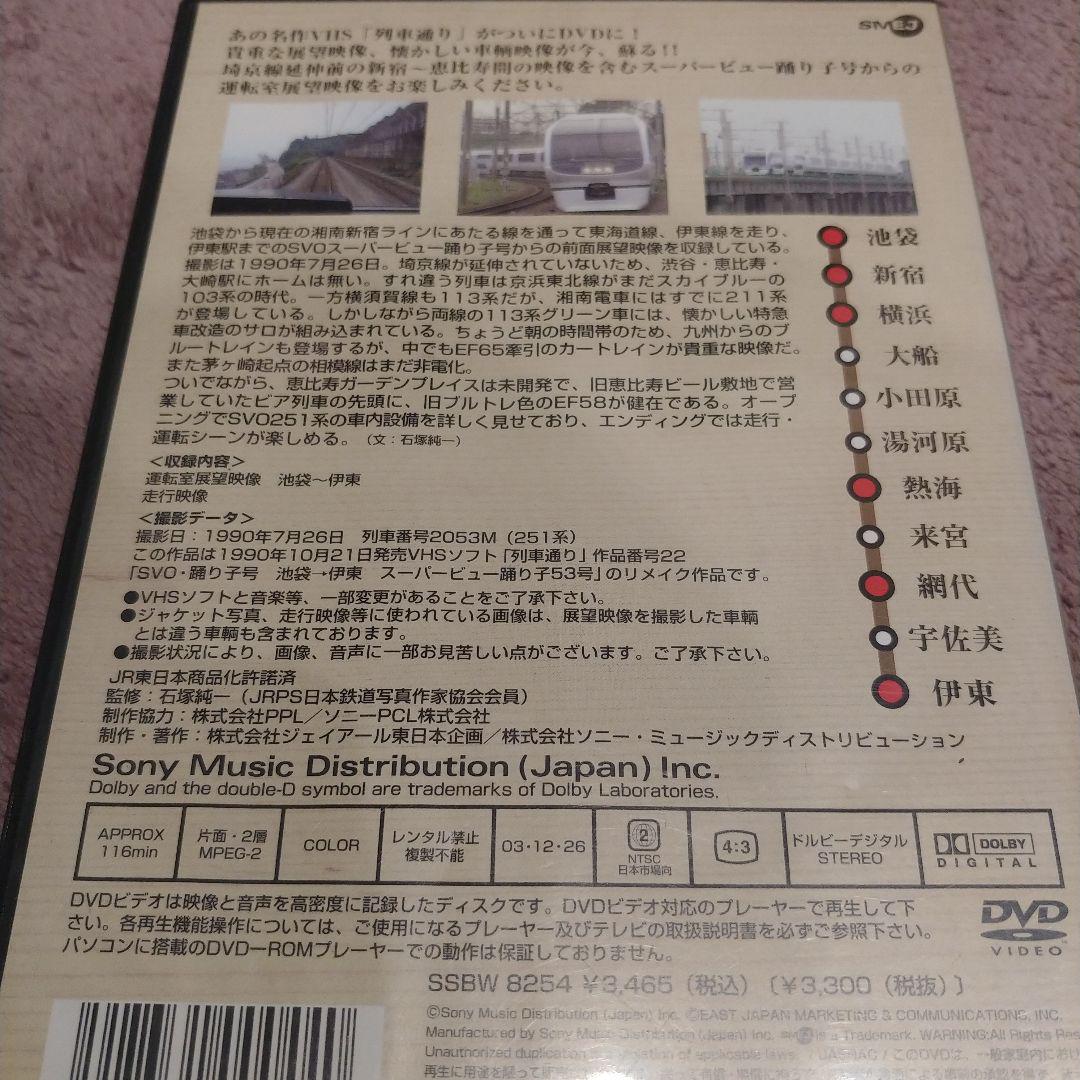 あの名作VHS「列車通り」がついにDVDに!
貴重な展望映像、懐かしい車輌映像が今、蘇る!!
埼京線延伸前の新宿～恵比寿間の映像を含むスーパービュー踊り子号からの
運転室展望映像をお楽しみください。
SMEJ
池袋から現在の湘南新宿ラインにあたる線を通って東海道線、伊東線を走り、
伊東駅までのSVOスーパービュー踊り子号からの前面展望映像を収録している。
撮影は1990年7月26日。埼京線が延伸されていないため、渋谷・恵比寿・
大崎駅にホームは無い。すれ違う列車は京浜東北線がまだスカイブルーの
103系の時代。一方横須賀線も113系だが、湘南電車にはすでに211系
が登場している。しかしながら両線の113系グリーン車には、懐かしい特急
車改造のサロが組み込まれている。ちょうど朝の時間帯のため、九州からのブ
ルートレインも登場するが、中でもEF65牽引のカートレインが貴重な映像だ。
また茅ヶ崎起点の相模線はまだ非電化。
ついでながら、恵比寿ガーデンプレイスは未開発で、旧恵比寿ビール敷地で営
業していたビア列車の先頭に、旧ブルトレ色のEF58が健在である。オープ
ニングでSVO251系の車内設備を詳しく見せており、エンディングでは走行・
運転シーンが楽しめる。(文:石塚純一)
<収録内容>
運転室展望映像 池袋～伊東
走行映像
<撮影データ>
撮影日:1990年7月26日 列車番号2053M(251系)
この作品は1990年10月21日発売VHSソフト「列車通り」作品番号22
「SVO・踊り子号 池袋→伊東 スーパービュー踊り子53号」のリメイク作品です。
●VHSソフトと音楽等、一部変更があることをご了承下さい。
●ジャケット写真、走行映像等に使われている画像は、展望映像を撮影した車輌
とは違う車輌も含まれております。
●撮影状況により、画像、音声に一部お見苦しい点がございます。ご了承下さい。
池袋
新宿
横浜
大船
小田原
湯河原
熱海
来宮
網代
宇佐美
伊東
JR東日本商品化許諾済
監修:石塚純一(JRPS日本鉄道写真作家協会会員)
制作協力:株式会社PPL/ソニーPCL株式会社
制作・著作:株式会社ジェイアール東日本企画/株式会社ソニー・ミュージックディストリビューション
Sony Music Distribution (Japan) Inc.
Dolby and the double-D symbol are trademarks of Dolby Laboratories.
APPROX
116min
片面・2層
MPEG-2
COLOR
レンタル禁止
複製不能
03・12・26
2
NTSC
日本市場向
4:3
ドルビーデジタル
STEREO
DOLBY
DIGITAL
DVDビデオは映像と音声を高密度に記録したディスクです。DVDビデオ対応のプレーヤーで再生して下
さい。各再生機能操作については、ご使用になるプレーヤー及びテレビの取扱説明書を必ずご参照下さい。
パソコンに搭載のDVD—ROMプレーヤーでの動作は保証しておりません。
DVD
VIDEO
SSBW 8254 ¥3,465(税込)〔¥3,300(税抜)〕
©Sony Music Distribution (Japan) Inc. ©EAST JAPAN MARKETING & COMMUNICATIONS, INC.
Manufactured by Sony Music Distribution (Japan) Inc. is a Trademark. WARNING:All Rights Res
Unauthorized duplication is a violation of applicable laws. このDVDは、一般家庭内にお
再生に用途を限って